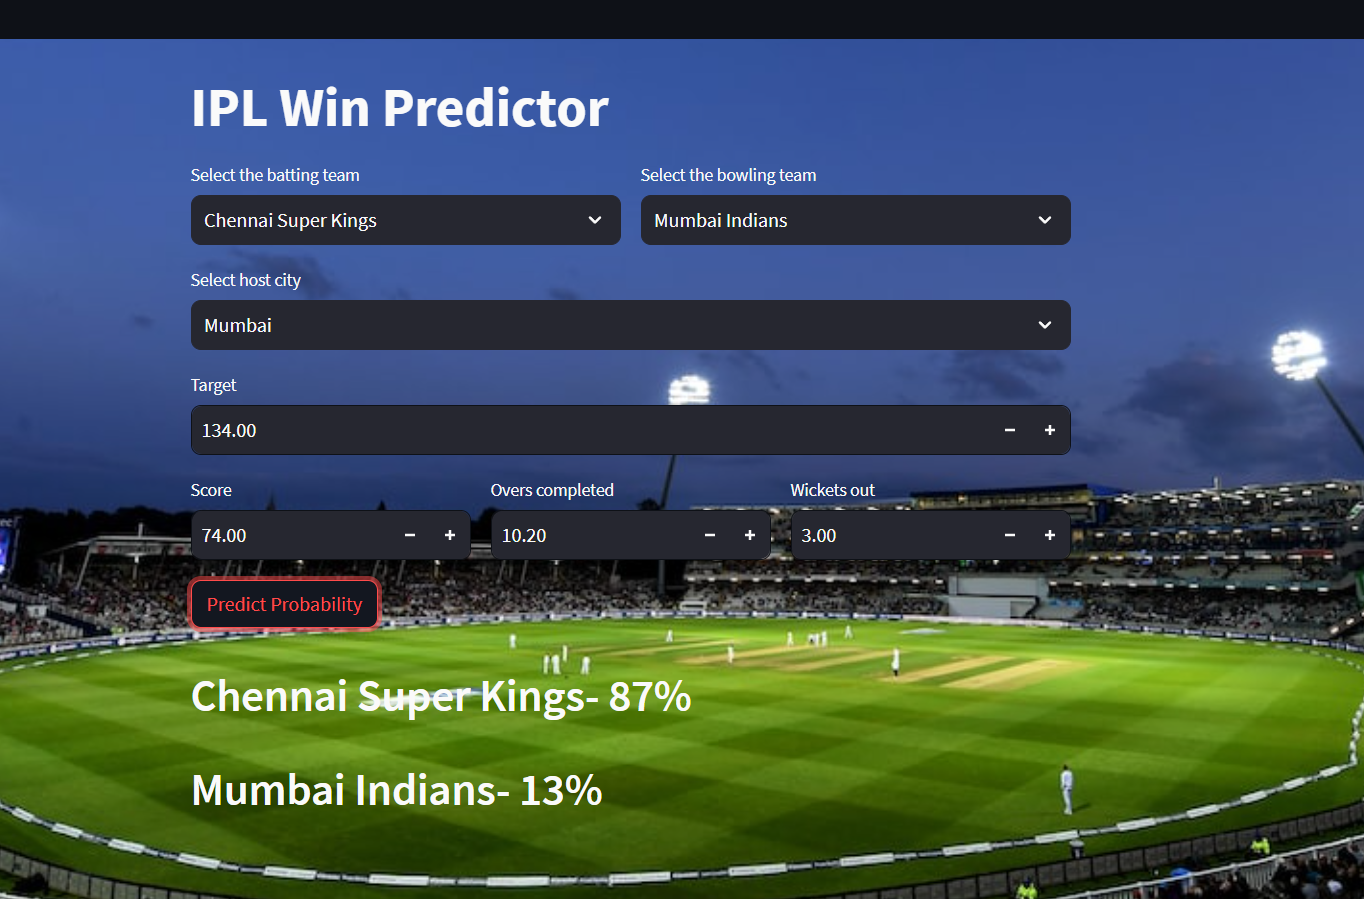 IPL Win Predictor
Select the batting team
Select the bowling team
Chennai Super Kings
Mumbai Indians
Select host city
Mumbai
Target
134.00
Score
Overs completed
Wickets out
74.00
10.20
3.00
Predict Probability
Chennai Super Kings- 87%
Mumbai Indians- 13%